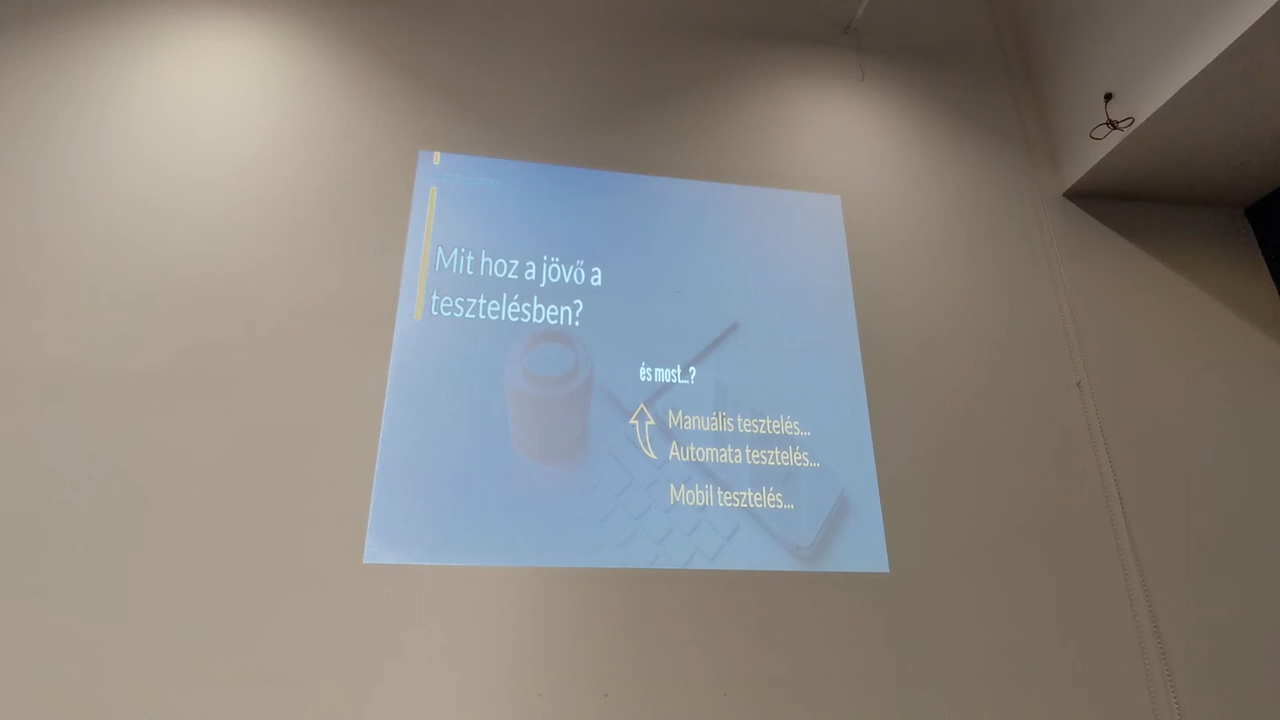 Mit hoz a jövő a
tesztelésben?
és most...?
Manuális tesztelés...
Automata tesztelés...
Mobil tesztelés...